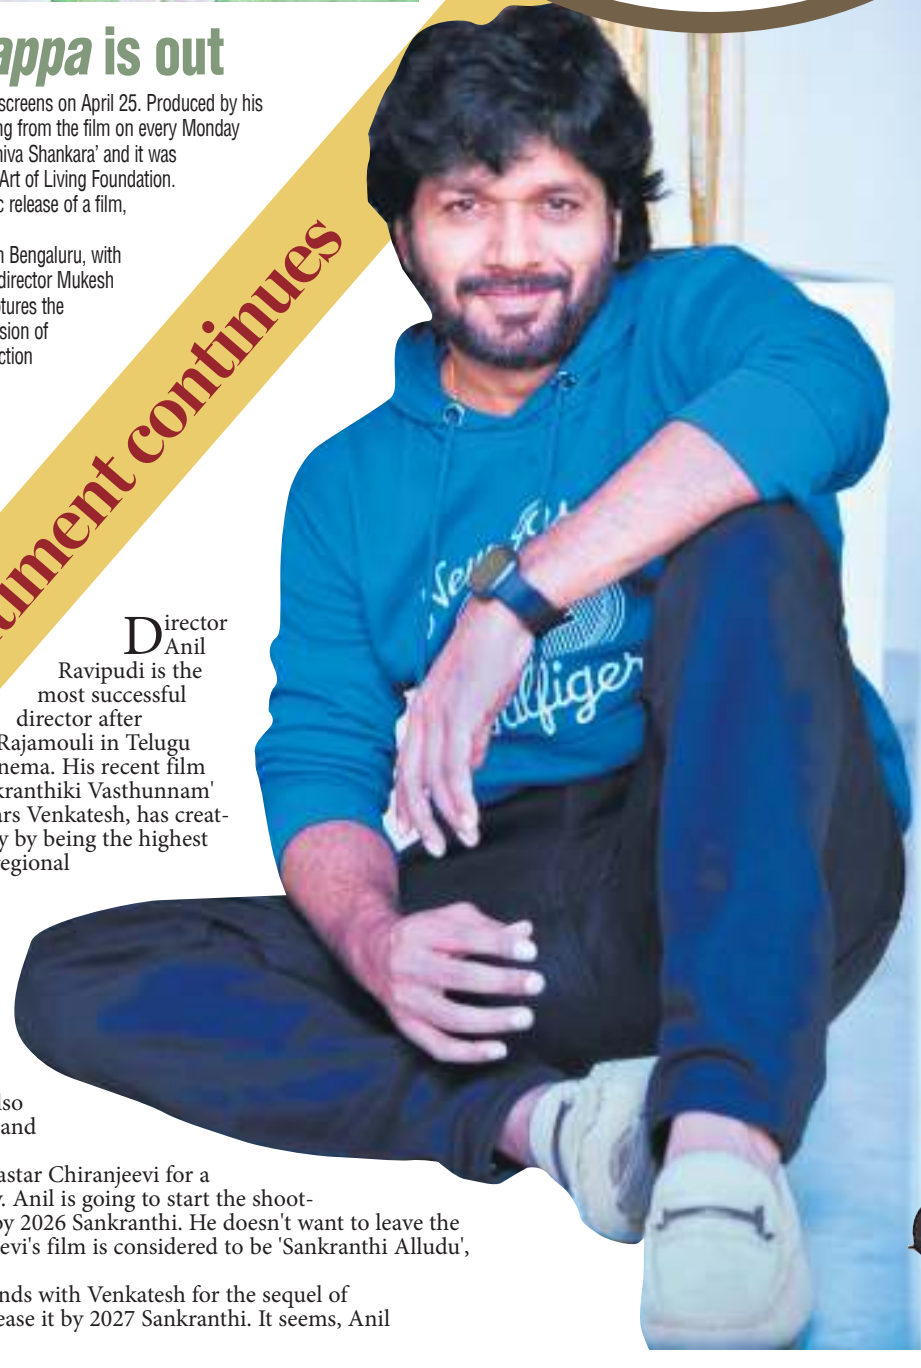 appa is out
screens on April 25. Produced by his
ng from the film on every Monday
hiva Shankara' and it was
Art of Living Foundation.
c release of a film,
n Bengaluru, with
director Mukesh
ptures the
sion of
ction
timent continues
Director
Anil
Ravipudi is the
most successful
director after
Rajamouli in Telugu
nema. His recent film
kranthiki Vasthunnam'
ars Venkatesh, has creat-
y by being the highest
regional
lso
and
astar Chiranjeevi for a
y. Anil is going to start the shoot-
by 2026 Sankranthi. He doesn't want to leave the
evi's film is considered to be 'Sankranthi Alludu',
nds with Venkatesh for the sequel of
ease it by 2027 Sankranthi. It seems, Anil
New
ilfiger